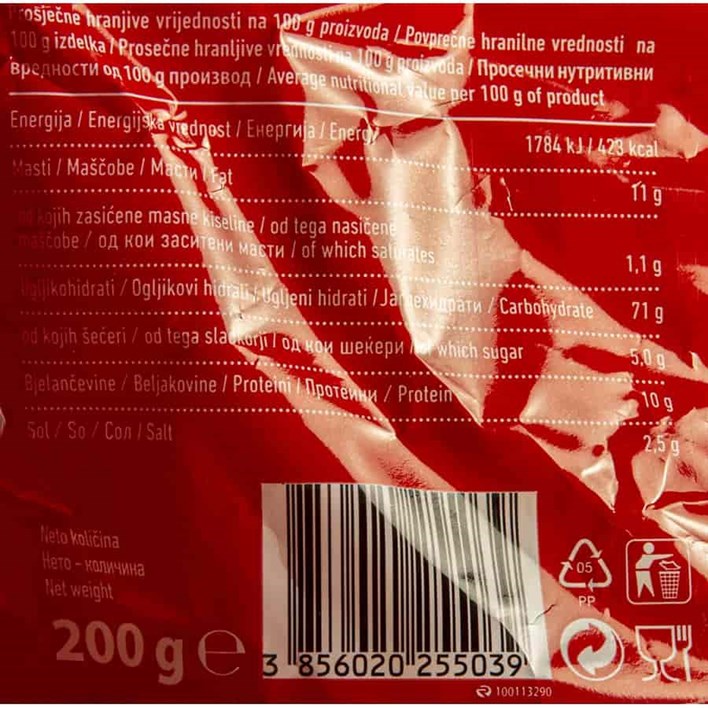 Prosječne hranjive vrijednosti na 100 g proizvoda / Povprečne hranilne vrednosti na
100 g izdelka / Prosečne hranljive vrednosti na 100 g proizvoda / Просечни нутритивни
вредности од 100 g производ / Average nutritional value per 100 g of product
Energija / Energijska vrednost / Енергија / Energy 1784 kJ / 423 kcal
Masti / Maščobe / Масти / Fat 11 g
od kojih zasićene masne kiseline / od tega nasičene
maščobe / од кои заситени масти / of which saturates 1,1 g
Ugljikohidrati / Ogljikovi hidrati / Ugljeni hidrati / Јагленхидрати / Carbohydrate 71 g
od kojih šećeri / od tega sladkorji / од кои шеќери / of which sugar 5,0 g
Bjelančevine / Beljakovine / Proteini / Протеини / Protein 10 g
Sol / So / Сол / Salt 2,5 g
Neto količina
Нето - количина
Net weight
200 g e
3 856020 255039
100113290
05
PP